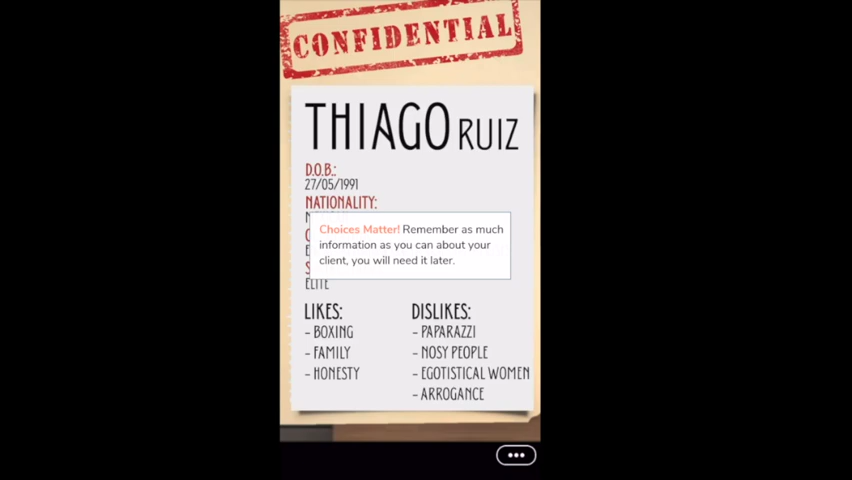 CONFIDENTIAL
THIAGO RUIZ
D.O.B.:
27/05/1991
NATIONALITY:
Choices Matter! Remember as much
information as you can about your
client, you will need it later.
ELITE
LIKES:
- BOXING
- FAMILY
- HONESTY
DISLIKES:
- PAPARAZZI
- NOSY PEOPLE
- EGOTISTICAL WOMEN
- ARROGANCE